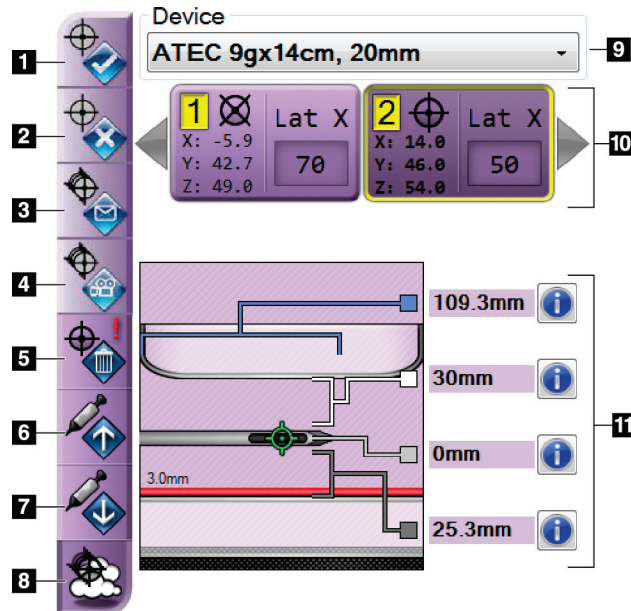 Device
1
ATEC 9gx14cm, 20mm
9
1 Lat X
X: -5.9
Y: 42.7
Z: 49.0
70
2 Lat X
X: 14.0
Y: 46.0
Z: 54.0
50
2
10
3
4
109.3mm
5
!
30mm
6
11
0mm
7
3.0mm
25.3mm
8